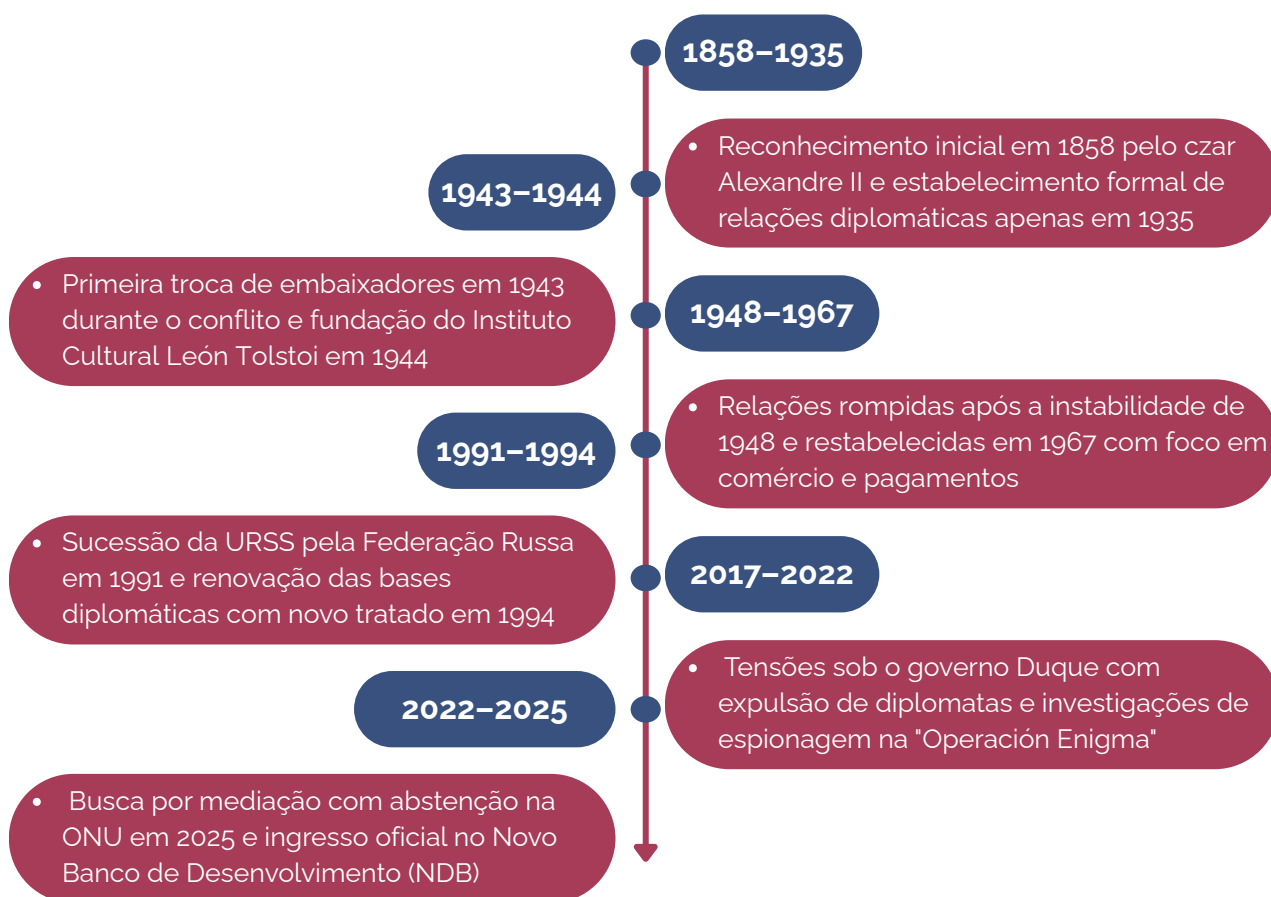 1858–1935
• Reconhecimento inicial em 1858 pelo czar
Alexandre II e estabelecimento formal de
relações diplomáticas apenas em 1935
1943–1944
• Primeira troca de embaixadores em 1943
durante o conflito e fundação do Instituto
Cultural León Tolstoi em 1944
1948–1967
• Relações rompidas após a instabilidade de
1948 e restabelecidas em 1967 com foco em
comércio e pagamentos
1991–1994
• Sucessão da URSS pela Federação Russa
em 1991 e renovação das bases
diplomáticas com novo tratado em 1994
2017–2022
• Tensões sob o governo Duque com
expulsão de diplomatas e investigações de
espionagem na "Operación Enigma"
2022–2025
• Busca por mediação com abstenção na
ONU em 2025 e ingresso oficial no Novo
Banco de Desenvolvimento (NDB)